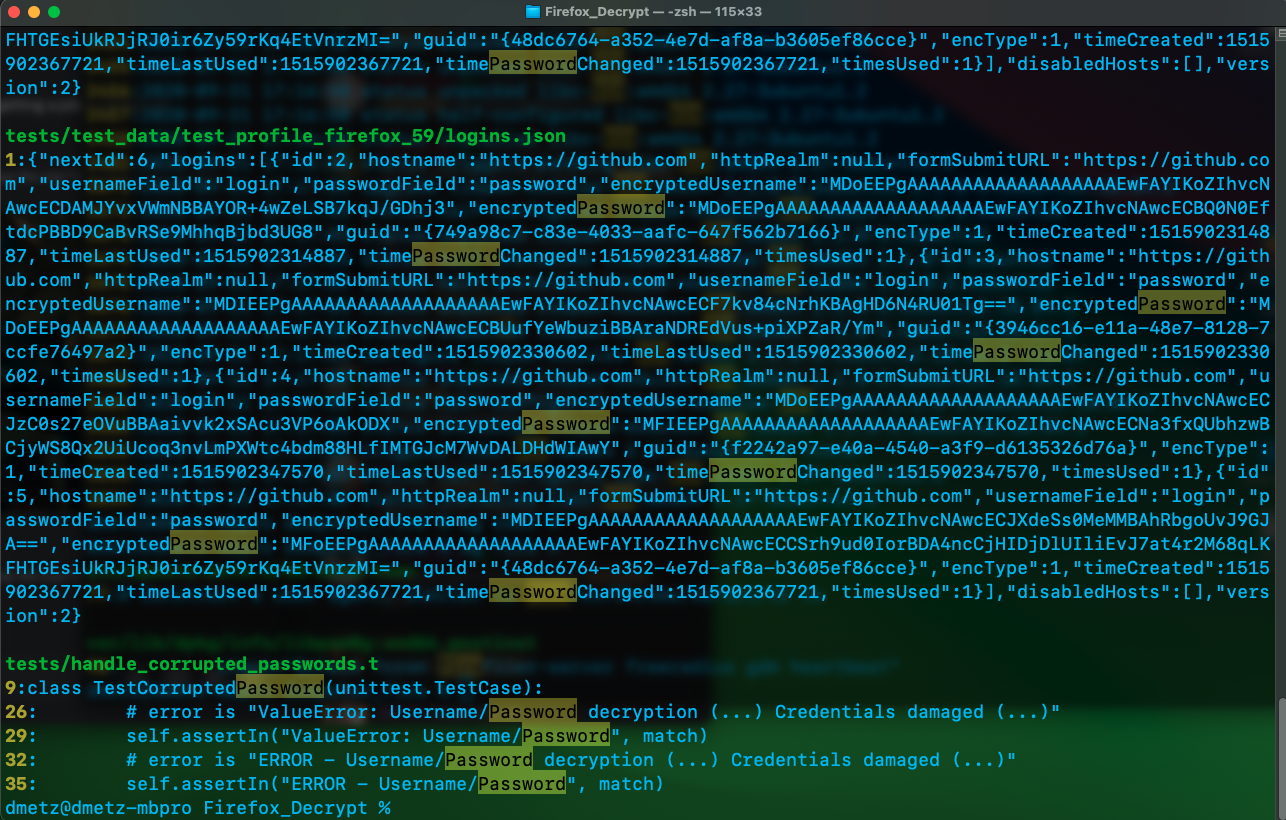 Firefox_Decrypt — -zsh — 115×33
FHTGEsiUkRJjRJ0ir6Zy59rKq4EtVnrzMI=","guid":"{48dc6764-a352-4e7d-af8a-b3605ef86cce}","encType":1,"timeCreated":1515
902367721,"timeLastUsed":1515902367721,"timePasswordChanged":1515902367721,"timesUsed":1}],"disabledHosts":[],"vers
ion":2}
tests/test_data/test_profile_firefox_59/logins.json
1:{"nextId":6,"logins":[{"id":2,"hostname":"https://github.com","httpRealm":null,"formSubmitURL":"https://github.co
m","usernameField":"login","passwordField":"password","encryptedUsername":"MDoEEPgAAAAAAAAAAAAAAAAAAAEwFAYIKoZIhvcN
AwcECDAMJYvxVWmNBBAYOR+4wZeLSB7kqJ/GDhj3","encryptedPassword":"MDoEEPgAAAAAAAAAAAAAAAAAAAEwFAYIKoZIhvcNAwcECBQ0N0Ef
tdcPBBD9CaBvRSe9MhhqBjbd3UG8","guid":"{749a98c7-c83e-4033-aafc-647f562b7166}","encType":1,"timeCreated":15159023148
87,"timeLastUsed":1515902314887,"timePasswordChanged":1515902314887,"timesUsed":1},{"id":3,"hostname":"https://gith
ub.com","httpRealm":null,"formSubmitURL":"https://github.com","usernameField":"login","passwordField":"password","e
ncryptedUsername":"MDIEEPgAAAAAAAAAAAAAAAAAAAEwFAYIKoZIhvcNAwcECF7kv84cNrhKBAgHD6N4RU01Tg==","encryptedPassword":"M
DoEEPgAAAAAAAAAAAAAAAAAAAEwFAYIKoZIhvcNAwcECBUufYeWbuziBBAraNDREdVus+piXPZaR/Ym","guid":"{3946cc16-e11a-48e7-8128-7
ccfe76497a2}","encType":1,"timeCreated":1515902330602,"timeLastUsed":1515902330602,"timePasswordChanged":1515902330
602,"timesUsed":1},{"id":4,"hostname":"https://github.com","httpRealm":null,"formSubmitURL":"https://github.com","u
sernameField":"login","passwordField":"password","encryptedUsername":"MDoEEPgAAAAAAAAAAAAAAAAAAAEwFAYIKoZIhvcNAwcEC
JzC0s27eOVuBBAaivvk2xSAcu3VP6oAkODX","encryptedPassword":"MFIEEPgAAAAAAAAAAAAAAAAAAAEwFAYIKoZIhvcNAwcECNa3fxQUbhzwB
CjyWS8Qx2UiUcoq3nvLmPXWtc4bdm88HLfIMTGJcM7WvDALDHdWIAwY","guid":"{f2242a97-e40a-4540-a3f9-d6135326d76a}","encType":
1,"timeCreated":1515902347570,"timeLastUsed":1515902347570,"timePasswordChanged":1515902347570,"timesUsed":1},{"id"
:5,"hostname":"https://github.com","httpRealm":null,"formSubmitURL":"https://github.com","usernameField":"login","p
asswordField":"password","encryptedUsername":"MDIEEPgAAAAAAAAAAAAAAAAAAAEwFAYIKoZIhvcNAwcECJXdeSs0MeMMBAhRbgoUvJ9GJ
A==","encryptedPassword":"MFoEEPgAAAAAAAAAAAAAAAAAAAEwFAYIKoZIhvcNAwcECCSrh9ud0IorBDA4ncCjHIDjDlUIliEvJ7at4r2M68qLK
FHTGEsiUkRJjRJ0ir6Zy59rKq4EtVnrzMI=","guid":"{48dc6764-a352-4e7d-af8a-b3605ef86cce}","encType":1,"timeCreated":1515
902367721,"timeLastUsed":1515902367721,"timePasswordChanged":1515902367721,"timesUsed":1}],"disabledHosts":[],"vers
ion":2}
tests/handle_corrupted_passwords.t
9:class TestCorruptedPassword(unittest.TestCase):
26:        # error is "ValueError: Username/Password decryption (...) Credentials damaged (...)"
29:        self.assertIn("ValueError: Username/Password", match)
32:        # error is "ERROR - Username/Password decryption (...) Credentials damaged (...)"
35:        self.assertIn("ERROR - Username/Password", match)
dmetz@dmetz-mbpro Firefox_Decrypt %